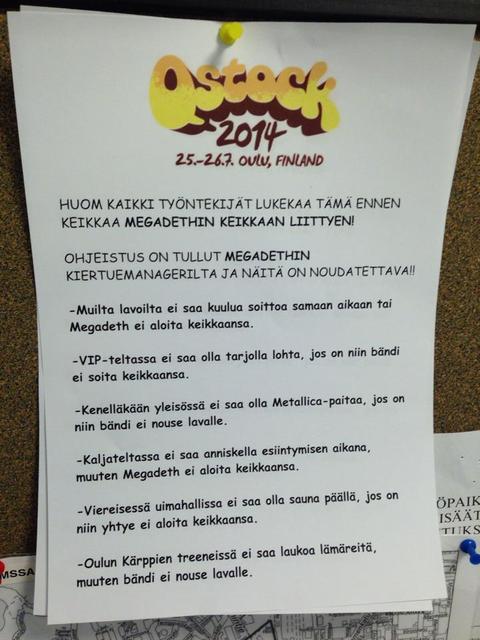 Qstock
2014
25.-26.7. OULU, FINLAND
HUOM KAIKKI TYÖNTEKIJÄT LUKEKAA TÄMÄ ENNEN
KEIKKAA MEGADETHIN KEIKKAAN LIITTYEN!
OHJEISTUS ON TULLUT MEGADETHIN
KIERTUEMANAGERILTA JA NÄITÄ ON NOUDATETTAVA!!
-Muilta lavoilta ei saa kuulua soittoa samaan aikaan tai
Megadeth ei aloita keikkaansa.
-VIP-teltassa ei saa olla tarjolla lohta, jos on niin bändi
ei soita keikkaansa.
-Kenelläkään yleisössä ei saa olla Metallica-paitaa, jos on
niin bändi ei nouse lavalle.
-Kaljateltassa ei saa anniskella esiintymisen aikana,
muuten Megadeth ei aloita keikkaansa.
-Viereisessä uimahallissa ei saa olla sauna päällä, jos on
niin yhtye ei aloita keikkaansa.
-Oulun Kärppien treeneissä ei saa laukoa lämäreitä,
muuten bändi ei nouse lavalle.
ÖPAIK
ISÄÄT
TUKS
MSSA